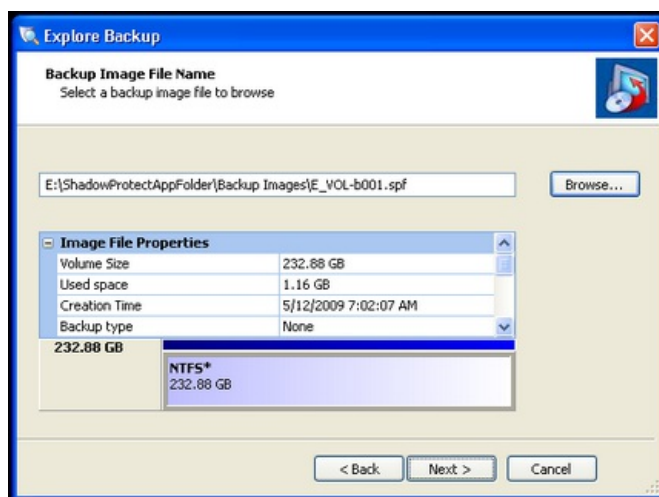 Explore Backup
Backup Image File Name
Select a backup image file to browse
E:\ShadowProtectAppFolder\Backup Images\E_VOL-b001.spf
Browse...
Image File Properties
Volume Size 232.88 GB
Used space 1.16 GB
Creation Time 5/12/2009 7:02:07 AM
Backup type None
232.88 GB
NTFS*
232.88 GB
< Back Next > Cancel